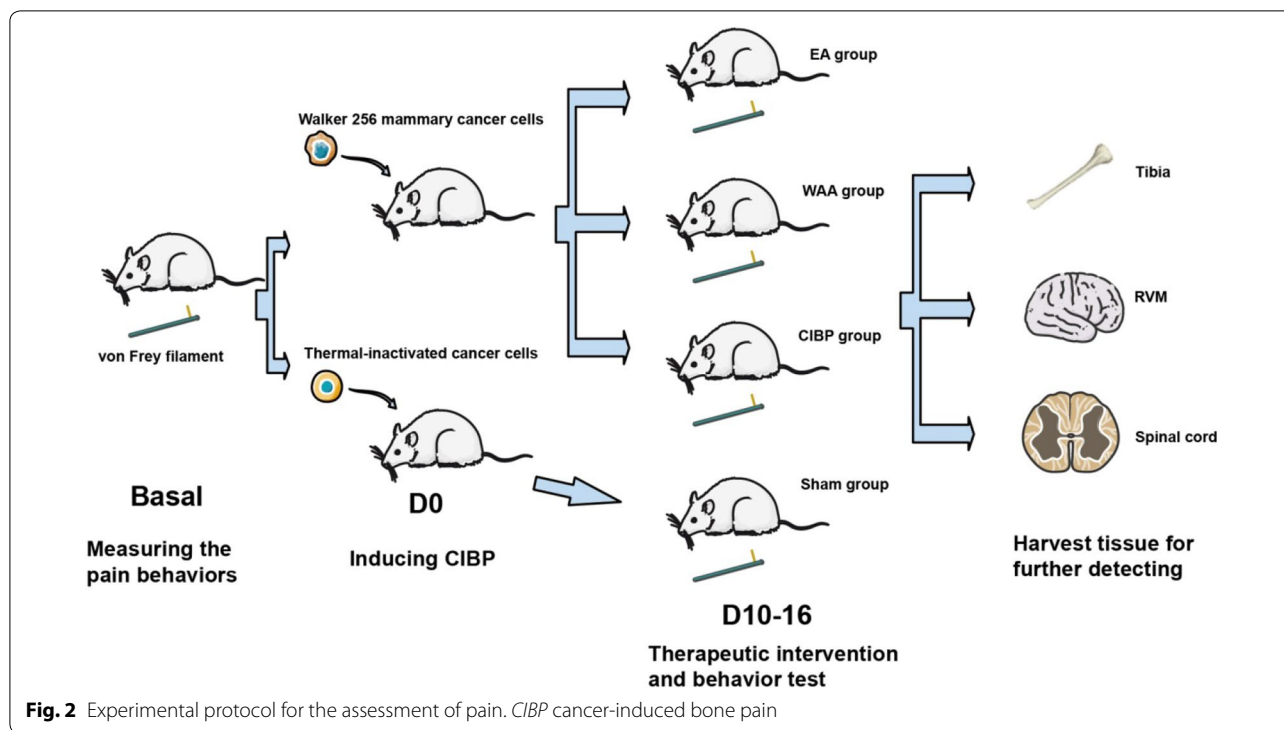 EA group
Walker 256 mammary cancer cells
WAA group
Tibia
von Frey filament
Thermal-inactivated cancer cells
CIBP group
RVM
Spinal cord
Basal
D0
Sham group
Measuring the
pain behaviors
Inducing CIBP
Harvest tissue for
further detecting
D10-16
Therapeutic intervention
and behavior test
Fig. 2 Experimental protocol for the assessment of pain. CIBP cancer-induced bone pain